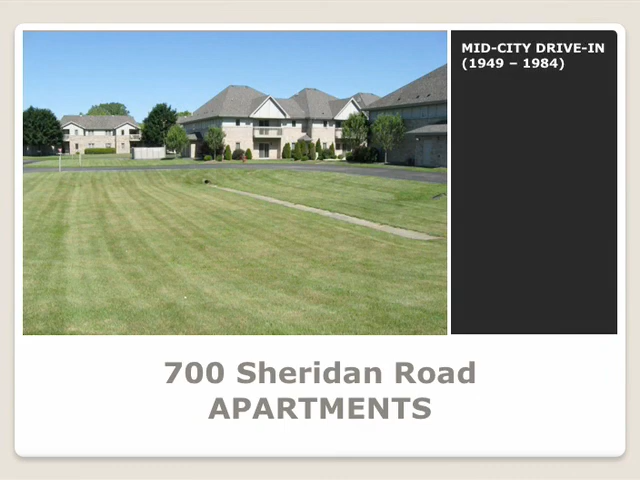 MID-CITY DRIVE-IN
(1949 – 1984)
700 Sheridan Road
APARTMENTS